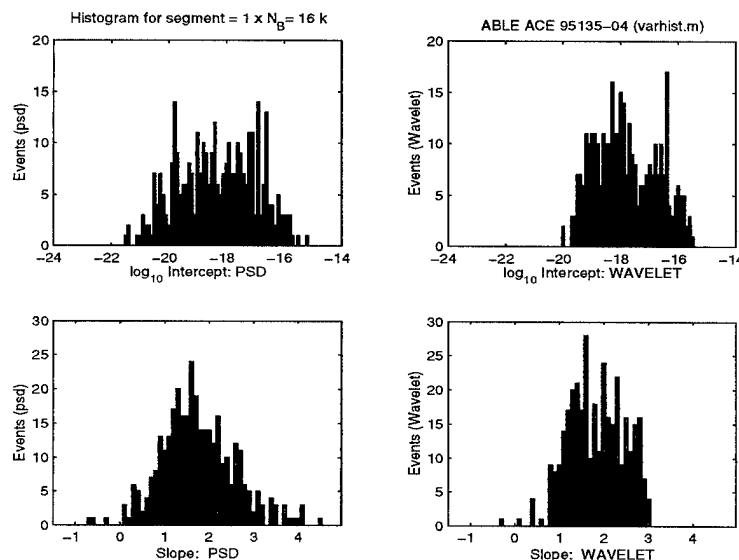 Histogram for segment = 1 x N_B= 16 k
ABLE ACE 95135−04 (varhist.m)
20
15
10
5
0
Events (psd)
−24 −22 −20 −18 −16 −14
log10 Intercept: PSD
20
15
10
5
0
Events (Wavelet)
−24 −22 −20 −18 −16 −14
log10 Intercept: WAVELET
30
25
20
15
10
5
0
Events (psd)
−1 0 1 2 3 4
Slope: PSD
30
25
20
15
10
5
0
Events (Wavelet)
−1 0 1 2 3 4
Slope: WAVELET